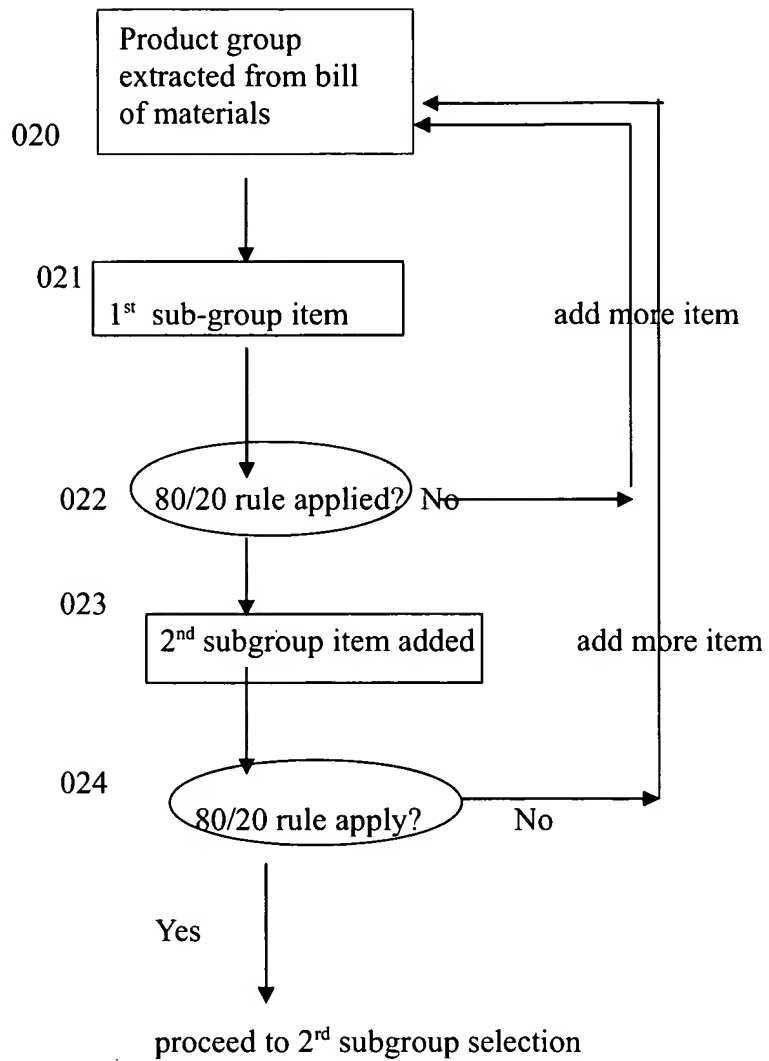 Product group
extracted from bill
of materials
020
021
1st sub-group item
add more item
022
80/20 rule applied? No
023
2nd subgroup item added
add more item
024
80/20 rule apply?
No
Yes
proceed to 2rd subgroup selection